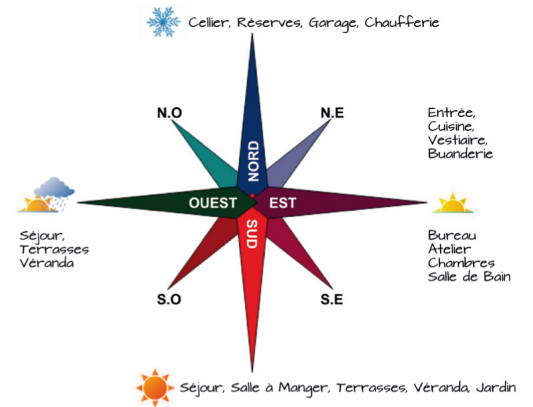 Cellier, Réserves, Garage, Chaufferie
N.O
N.E
Entrée,
Cuisine,
Vestiaire,
Buanderie
NORD
OUEST
EST
SUD
Séjour,
Terrasses
Véranda
Bureau
Atelier
Chambres
Salle de Bain
S.O
S.E
Séjour, Salle à Manger, Terrasses, Véranda, Jardin